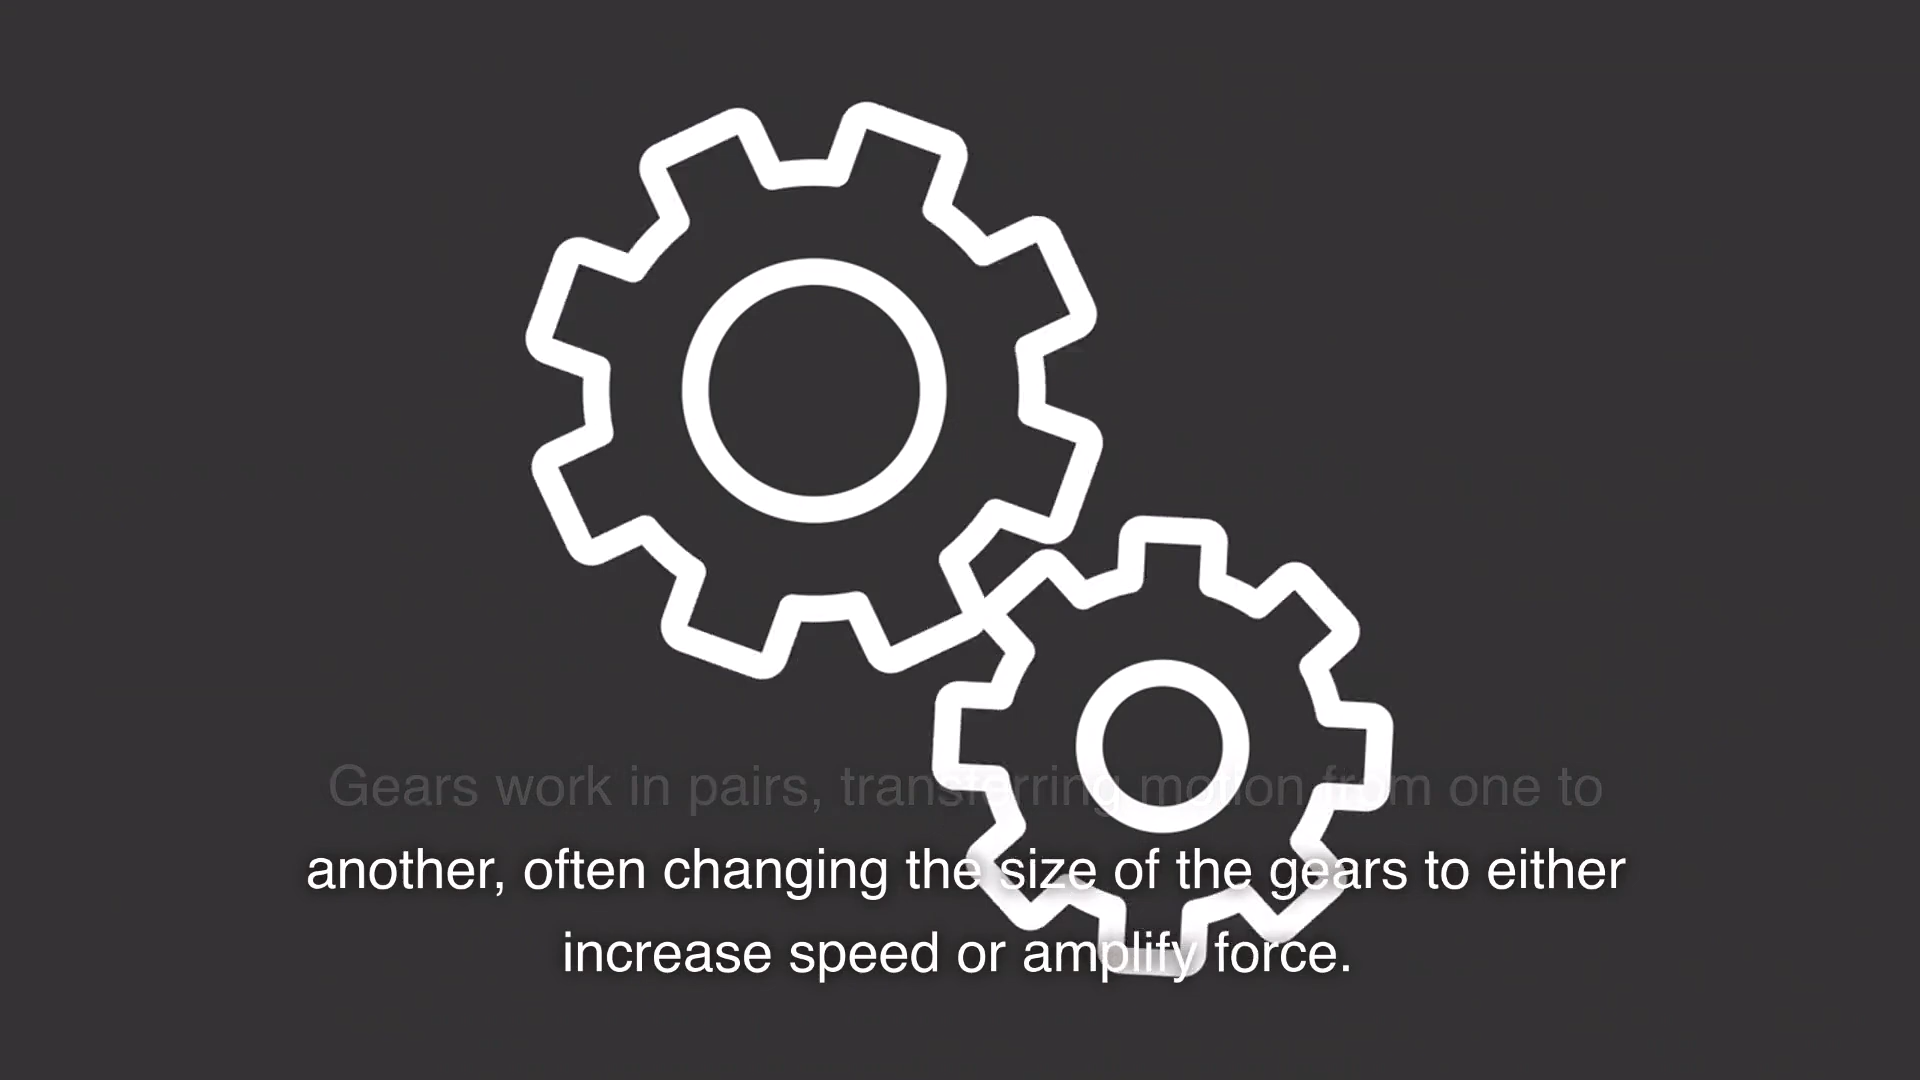 Gears work in pairs, transferring motion from one to
another, often changing the size of the gears to either
increase speed or amplify force.